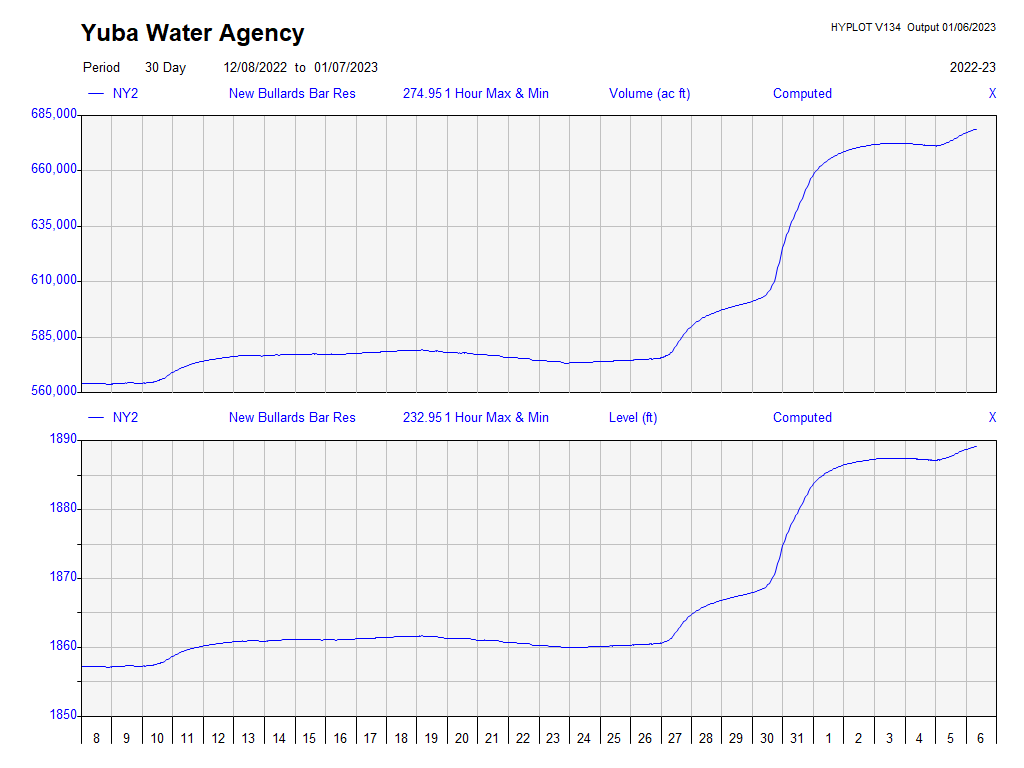 Yuba Water Agency
HYPLOT V134 Output 01/06/2023
Period 30 Day 12/08/2022 to 01/07/2023 2022-23
NY2 New Bullards Bar Res 274.95 1 Hour Max & Min Volume (ac ft) Computed X
685,000
660,000
635,000
610,000
585,000
560,000
NY2 New Bullards Bar Res 232.95 1 Hour Max & Min Level (ft) Computed X
1890
1880
1870
1860
1850
8 9 10 11 12 13 14 15 16 17 18 19 20 21 22 23 24 25 26 27 28 29 30 31 1 2 3 4 5 6